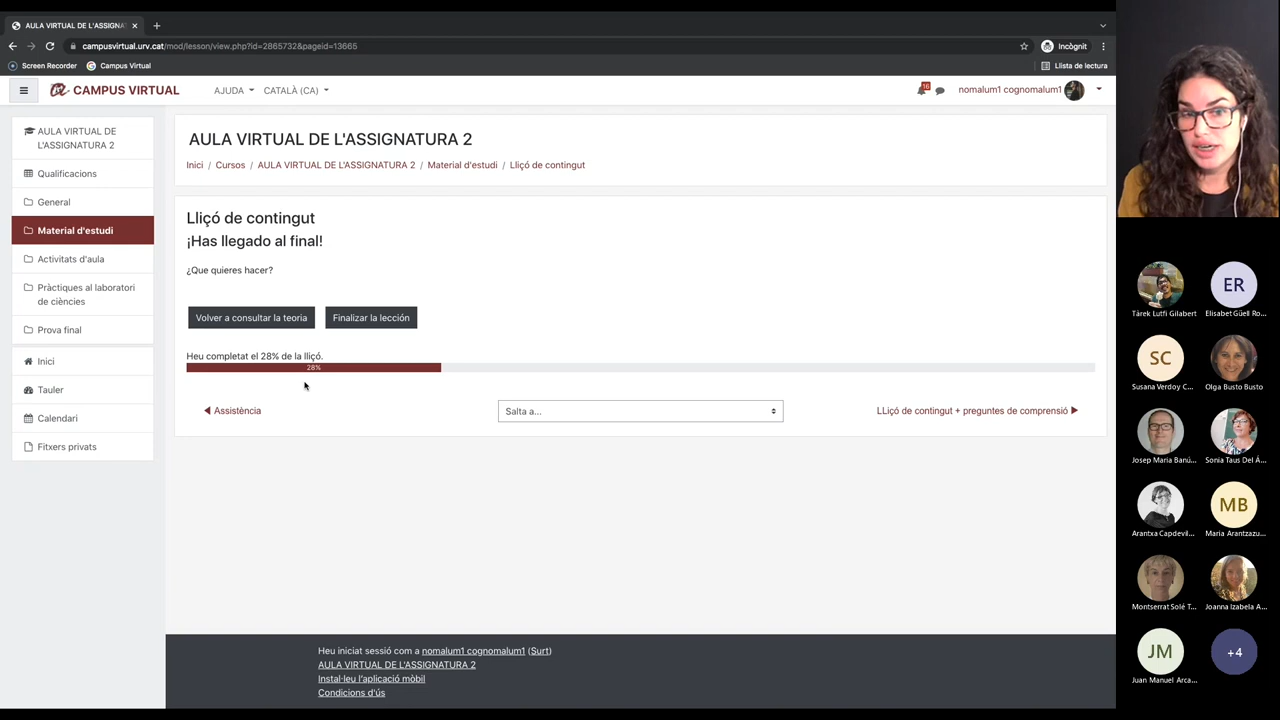 AULA VIRTUAL DE L'ASSIGNA
campusvirtual.urv.cat/mod/lesson/view.php?id=2865732&pageid=13665
Incògnit
Screen Recorder
Campus Virtual
Llista de lectura
CAMPUS VIRTUAL
AJUDA
CATALÀ (CA)
16
nomalum1 cognomalum1
AULA VIRTUAL DE
L'ASSIGNATURA 2
Qualificacions
General
Material d'estudi
Activitats d'aula
Pràctiques al laboratori
de ciències
Prova final
Inici
Tauler
Calendari
Fitxers privats
AULA VIRTUAL DE L'ASSIGNATURA 2
Inici / Cursos / AULA VIRTUAL DE L'ASSIGNATURA 2 / Material d'estudi / Lliçó de contingut
Lliçó de contingut
¡Has llegado al final!
¿Que quieres hacer?
Volver a consultar la teoria
Finalizar la lección
Heu completat el 28% de la lliçó.
28%
Assistència
Salta a...
LLiçó de contingut + preguntes de comprensió
Heu iniciat sessió com a nomalum1 cognomalum1 (Surt)
AULA VIRTUAL DE L'ASSIGNATURA 2
Instal·leu l'aplicació mòbil
Condicions d'ús
Tàrek Lutfi Gilabert
ER
Elisabet Güell Ro...
SC
Susana Verdoy C...
Olga Busto Busto
Josep Maria Banú...
Sonia Taus Del Á...
Arantxa Capdevil...
MB
Maria Arantzazu...
Montserrat Solé T...
Joanna Izabela A...
JM
Juan Manuel Arca...
+4